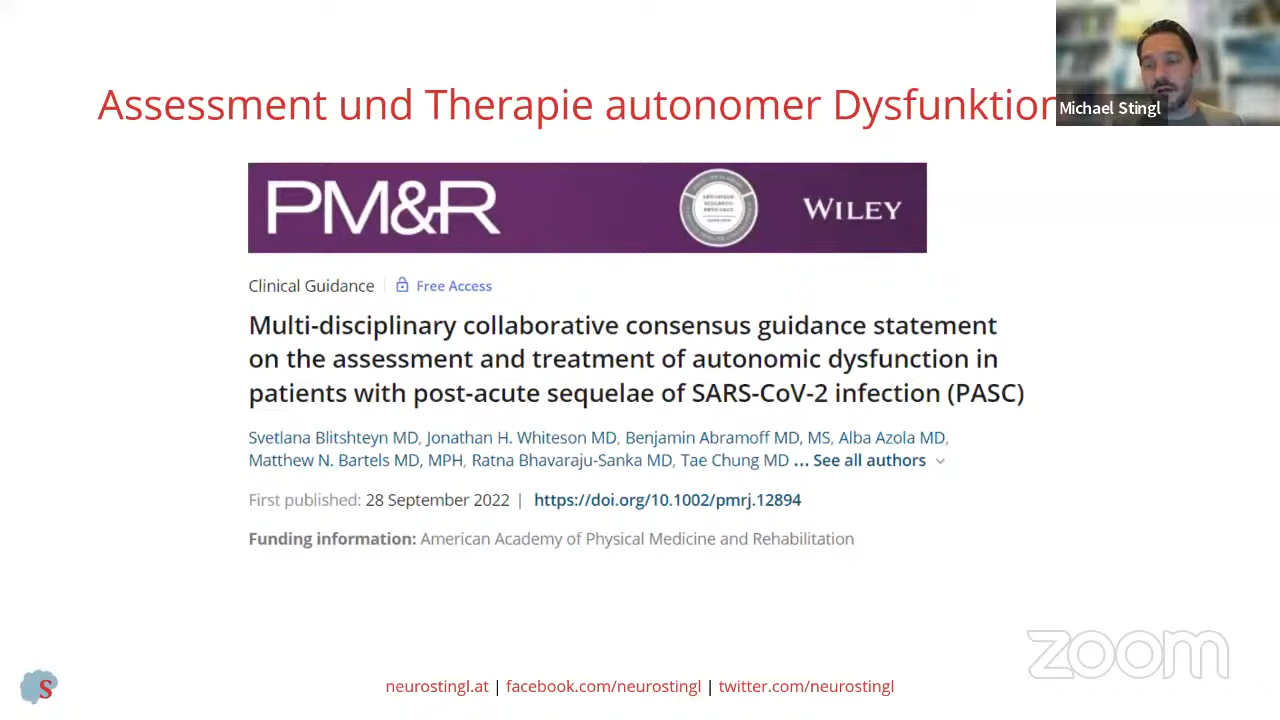 Assessment und Therapie autonomer Dysfunktion
Michael Stingl
PM&R
WILEY
Clinical Guidance
Free Access
Multi-disciplinary collaborative consensus guidance statement
on the assessment and treatment of autonomic dysfunction in
patients with post-acute sequelae of SARS-CoV-2 infection (PASC)
Svetlana Blitshteyn MD, Jonathan H. Whiteson MD, Benjamin Abramoff MD, MS, Alba Azola MD,
Matthew N. Bartels MD, MPH, Ratna Bhavaraju-Sanka MD, Tae Chung MD ... See all authors
First published: 28 September 2022 | https://doi.org/10.1002/pmrj.12894
Funding information: American Academy of Physical Medicine and Rehabilitation
zoom
S
neurostingl.at | facebook.com/neurostingl | twitter.com/neurostingl